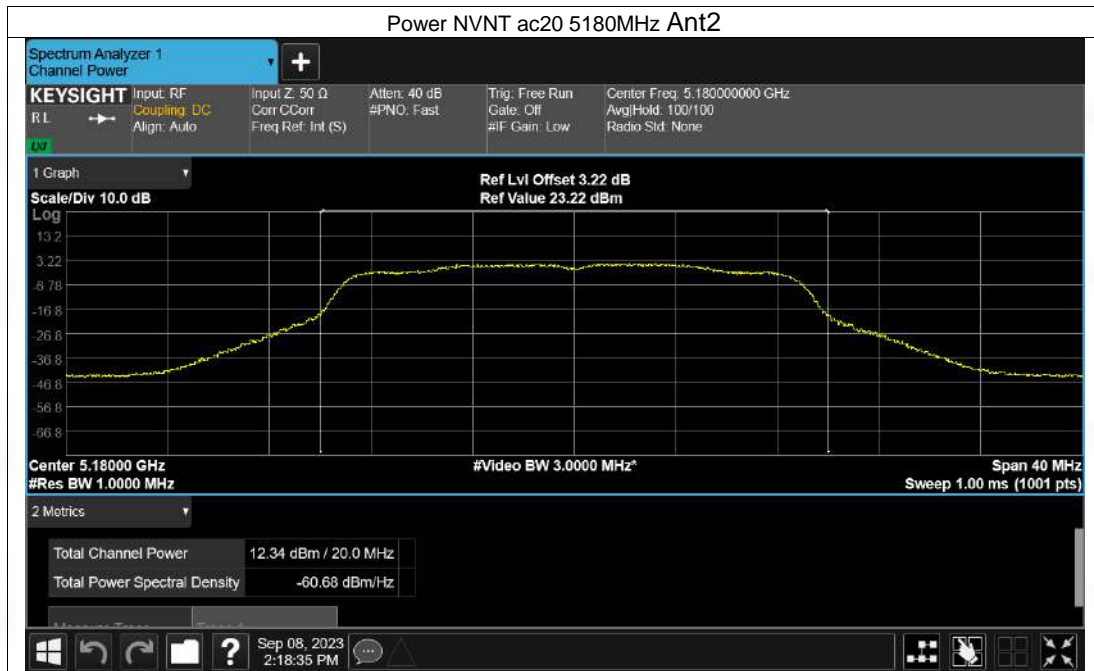 Power NVNT ac20 5180MHz Ant2
Spectrum Analyzer 1
Channel Power
KEYSIGHT
RL
LXI
Input: RF
Coupling: DC
Align: Auto
Input Z: 50 Ω
Corr CCorr
Freq Ref: Int (S)
Atten: 40 dB
#PNO: Fast
Trig: Free Run
Gate: Off
#IF Gain: Low
Center Freq: 5.180000000 GHz
Avg|Hold: 100/100
Radio Std: None
1 Graph
Scale/Div 10.0 dB
Ref Lvl Offset 3.22 dB
Ref Value 23.22 dBm
Log
13.2
3.22
-6.78
-16.8
-26.8
-36.8
-46.8
-56.8
-66.8
Center 5.18000 GHz
#Video BW 3.0000 MHz*
Span 40 MHz
#Res BW 1.0000 MHz
Sweep 1.00 ms (1001 pts)
2 Metrics
Total Channel Power 12.34 dBm / 20.0 MHz
Total Power Spectral Density -60.68 dBm/Hz
?
Sep 08, 2023
2:18:35 PM